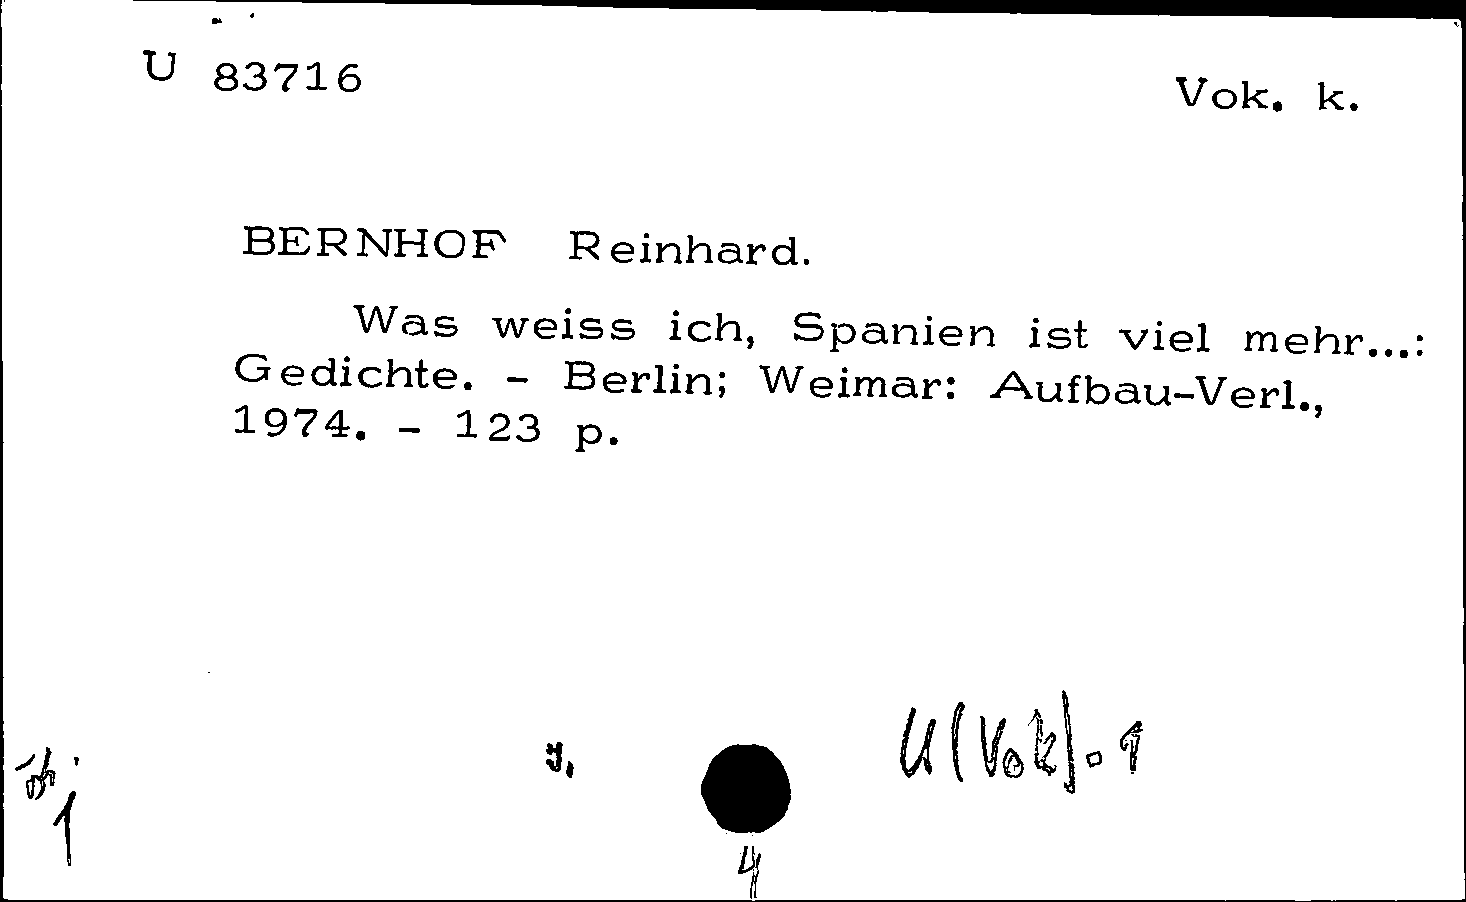 U 83716 Vok. k.
BERNHOF Reinhard.
Was weiss ich, Spanien ist viel mehr...:
Gedichte. - Berlin; Weimar: Aufbau-Verl.,
1974. - 123 p.
U(Vok).1
1
4